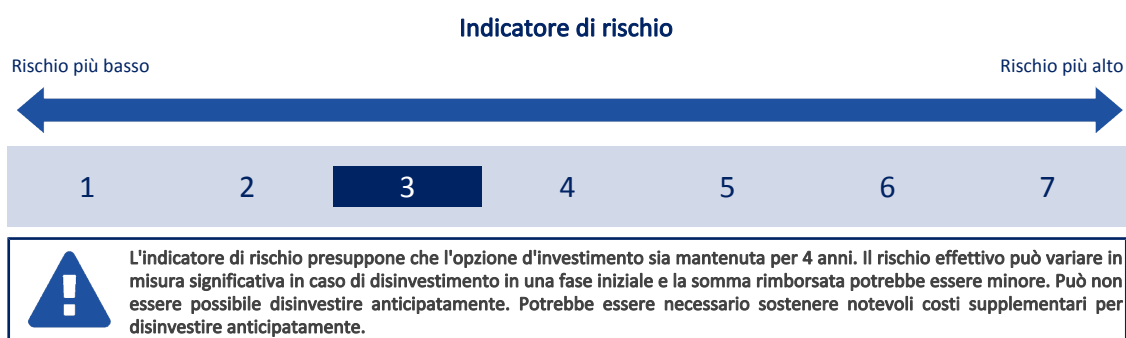 Indicatore di rischio
Rischio più basso
Rischio più alto
1 2 3 4 5 6 7
L'indicatore di rischio presuppone che l'opzione d'investimento sia mantenuta per 4 anni. Il rischio effettivo può variare in
misura significativa in caso di disinvestimento in una fase iniziale e la somma rimborsata potrebbe essere minore. Può non
essere possibile disinvestire anticipatamente. Potrebbe essere necessario sostenere notevoli costi supplementari per
disinvestire anticipatamente.